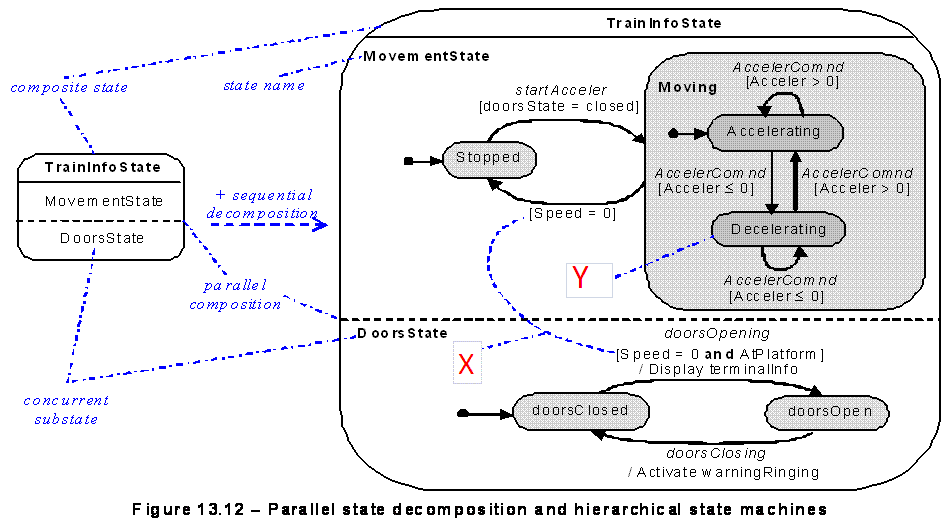 TrainInfoState
MovementState
composite state
state name
startAcceler
[doorsState = closed]
Stopped
[Speed = 0]
Moving
AccelerComnd
[Acceler > 0]
Accelerating
AccelerComnd
[Acceler ≤ 0]
AccelerComnd
[Acceler > 0]
Decelerating
AccelerComnd
[Acceler ≤ 0]
TrainInfoState
MovementState
DoorsState
+ sequential
decomposition
Y
parallel
composition
DoorsState
X
concurrent
substate
doorsOpening
[Speed = 0 and AtPlatform]
/ Display terminalInfo
doorsClosed
doorsOpen
doorsClosing
/ Activate warningRinging
Figure 13.12 – Parallel state decomposition and hierarchical state machines